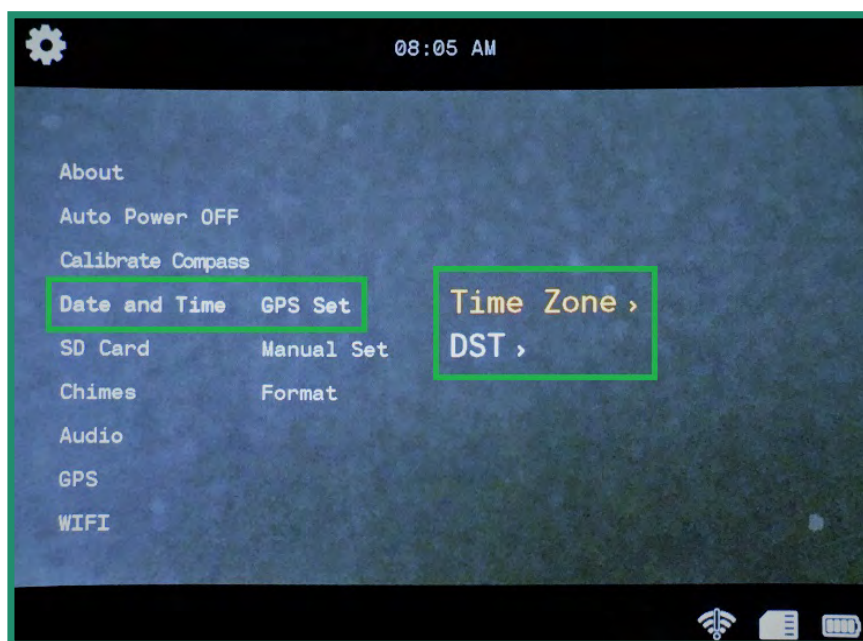 08:05 AM
About
Auto Power OFF
Calibrate Compass
Date and Time GPS Set Time Zone ›
SD Card Manual Set DST ›
Chimes Format
Audio
GPS
WIFI